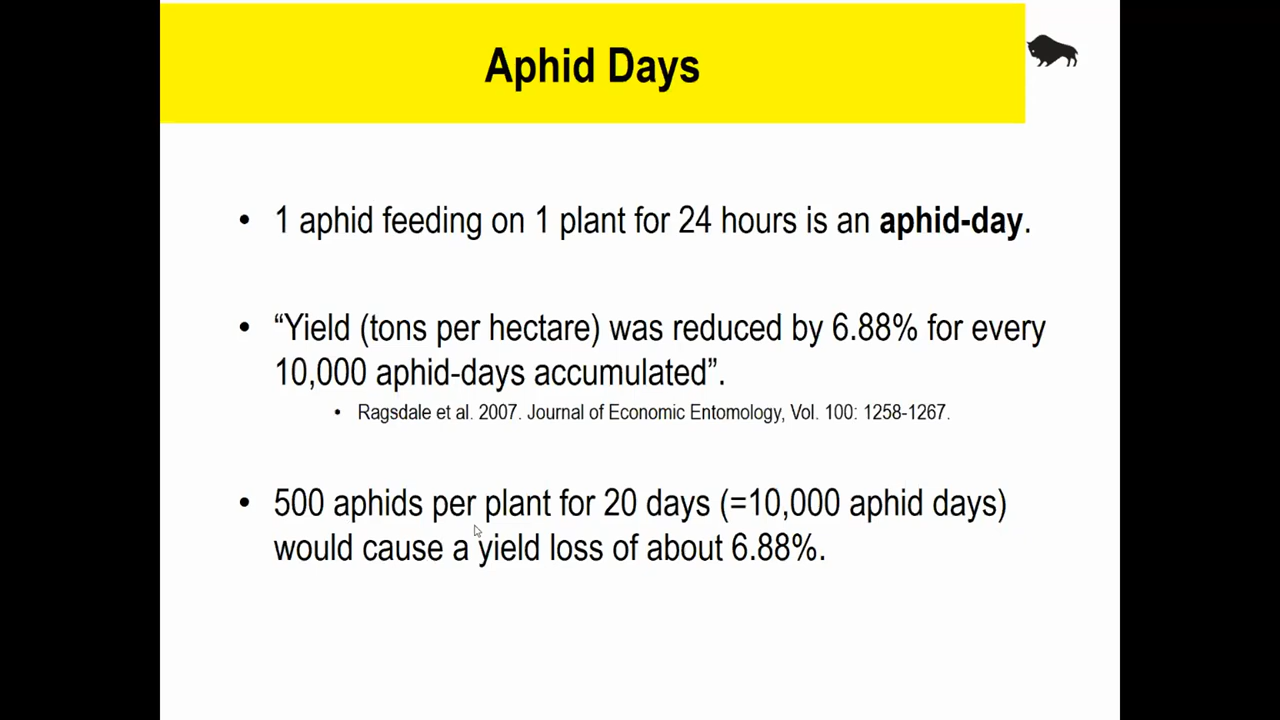 Aphid Days
• 1 aphid feeding on 1 plant for 24 hours is an aphid-day.
• “Yield (tons per hectare) was reduced by 6.88% for every
10,000 aphid-days accumulated”.
• Ragsdale et al. 2007. Journal of Economic Entomology, Vol. 100: 1258-1267.
• 500 aphids per plant for 20 days (=10,000 aphid days)
would cause a yield loss of about 6.88%.